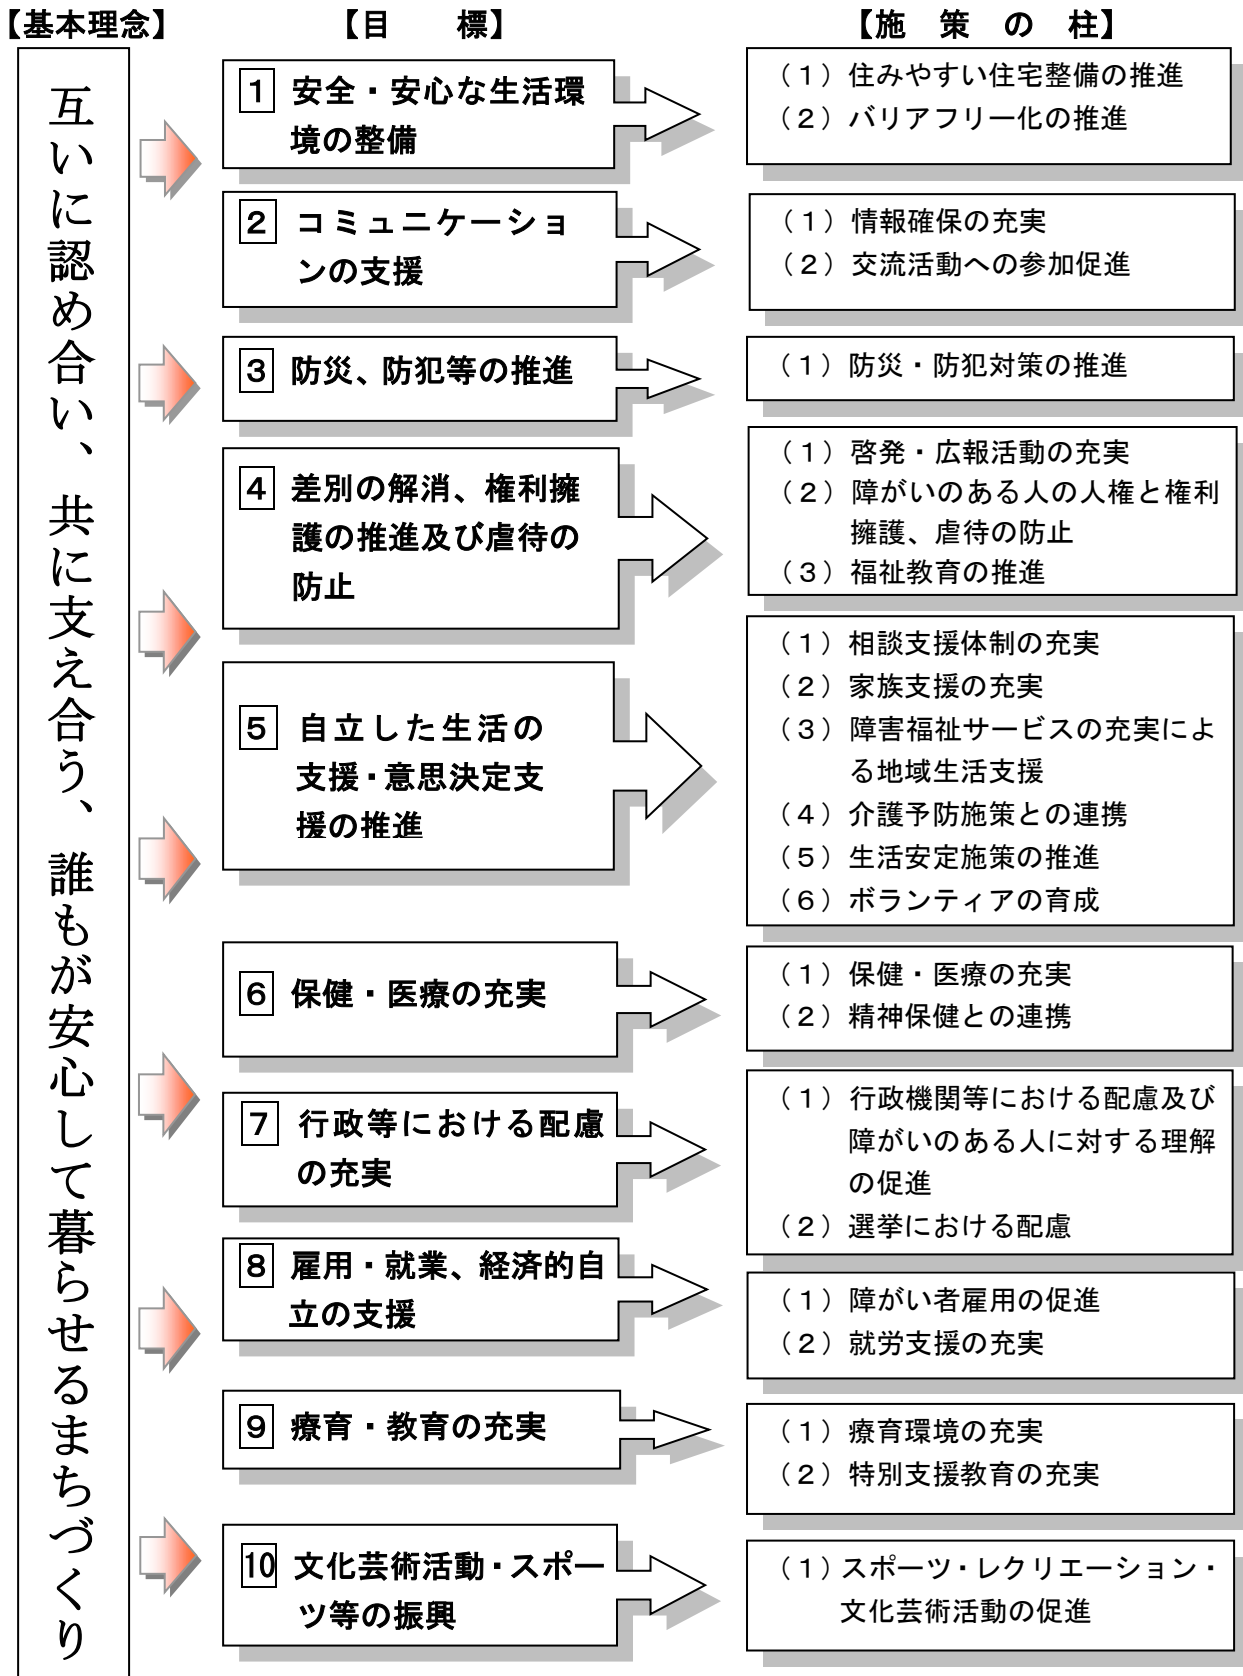 【基本理念】
【目　　標】
【施　策　の　柱】
互いに認め合い、共に支え合う、誰もが安心して暮らせるまちづくり
1 安全・安心な生活環
境の整備
（１）住みやすい住宅整備の推進
（２）バリアフリー化の推進
2 コミュニケーショ
ンの支援
（１）情報確保の充実
（２）交流活動への参加促進
3 防災、防犯等の推進
（１）防災・防犯対策の推進
4 差別の解消、権利擁
護の推進及び虐待の
防止
（１）啓発・広報活動の充実
（２）障がいのある人の人権と権利
擁護、虐待の防止
（３）福祉教育の推進
5 自立した生活の
支援・意思決定支
援の推進
（１）相談支援体制の充実
（２）家族支援の充実
（３）障害福祉サービスの充実によ
る地域生活支援
（４）介護予防施策との連携
（５）生活安定施策の推進
（６）ボランティアの育成
6 保健・医療の充実
（１）保健・医療の充実
（２）精神保健との連携
7 行政等における配慮
の充実
（１）行政機関等における配慮及び
障がいのある人に対する理解
の促進
（２）選挙における配慮
8 雇用・就業、経済的自
立の支援
（１）障がい者雇用の促進
（２）就労支援の充実
9 療育・教育の充実
（１）療育環境の充実
（２）特別支援教育の充実
10 文化芸術活動・スポー
ツ等の振興
（１）スポーツ・レクリエーション・
文化芸術活動の促進